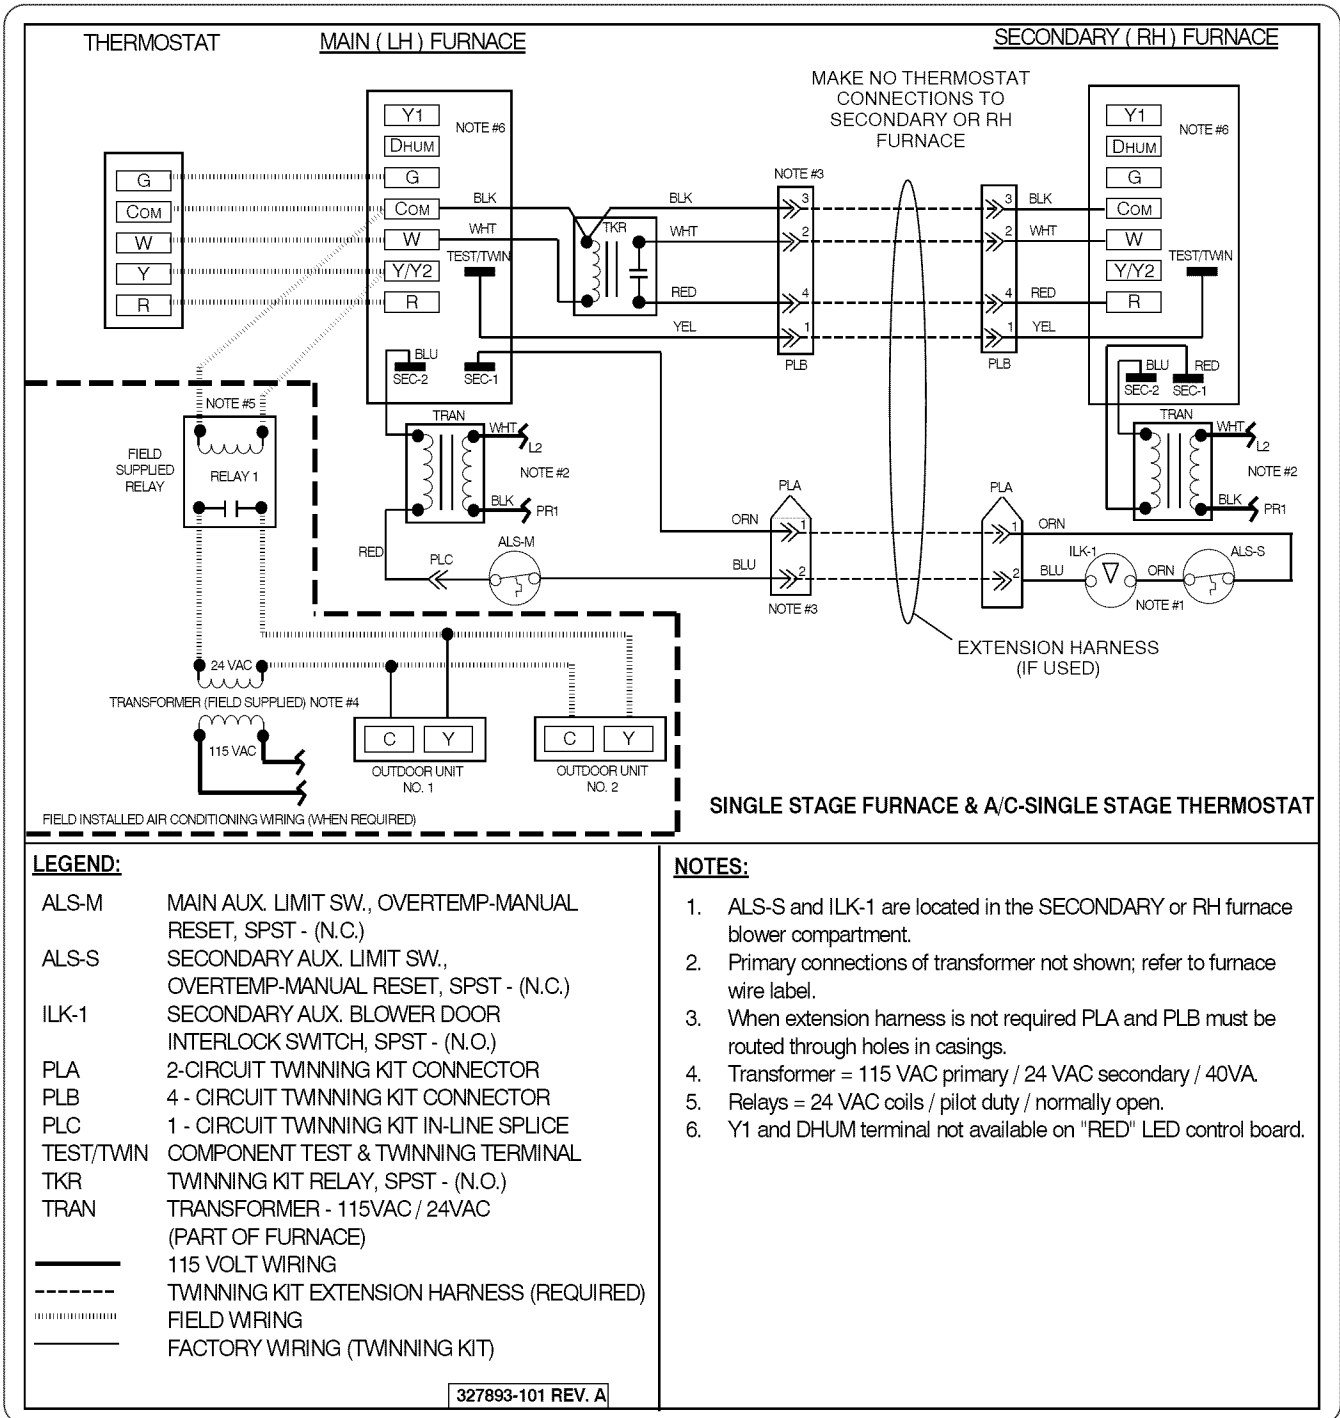 THERMOSTAT
MAIN ( LH ) FURNACE
SECONDARY ( RH ) FURNACE
MAKE NO THERMOSTAT
CONNECTIONS TO
SECONDARY OR RH
FURNACE
Y1
DHUM
G
COM
W
Y/Y2
R
NOTE #6
G
COM
W
Y
R
BLK
WHT
TEST/TWIN
TKR
BLK
WHT
RED
YEL
NOTE #3
3
2
4
1
PLB
3
2
4
1
PLB
BLK
WHT
RED
YEL
Y1
DHUM
G
COM
W
Y/Y2
R
NOTE #6
TEST/TWIN
BLU
SEC-2
SEC-1
BLU
RED
SEC-2
SEC-1
TRAN
WHT
L2
NOTE #2
BLK
PR1
TRAN
WHT
L2
NOTE #2
BLK
PR1
NOTE #5
FIELD
SUPPLIED
RELAY
RELAY 1
RED
PLC
ALS-M
ORN
BLU
PLA
1
2
NOTE #3
PLA
1
2
ORN
BLU
ILK-1
ORN
ALS-S
NOTE #1
EXTENSION HARNESS
(IF USED)
24 VAC
TRANSFORMER (FIELD SUPPLIED) NOTE #4
115 VAC
C
Y
OUTDOOR UNIT
NO. 1
C
Y
OUTDOOR UNIT
NO. 2
FIELD INSTALLED AIR CONDITIONING WIRING (WHEN REQUIRED)
SINGLE STAGE FURNACE & A/C-SINGLE STAGE THERMOSTAT
LEGEND:
ALS-M MAIN AUX. LIMIT SW., OVERTEMP-MANUAL
RESET, SPST - (N.C.)
ALS-S SECONDARY AUX. LIMIT SW.,
OVERTEMP-MANUAL RESET, SPST - (N.C.)
ILK-1 SECONDARY AUX. BLOWER DOOR
INTERLOCK SWITCH, SPST - (N.O.)
PLA 2-CIRCUIT TWINNING KIT CONNECTOR
PLB 4 - CIRCUIT TWINNING KIT CONNECTOR
PLC 1 - CIRCUIT TWINNING KIT IN-LINE SPLICE
TEST/TWIN COMPONENT TEST & TWINNING TERMINAL
TKR TWINNING KIT RELAY, SPST - (N.O.)
TRAN TRANSFORMER - 115VAC / 24VAC
(PART OF FURNACE)
115 VOLT WIRING
TWINNING KIT EXTENSION HARNESS (REQUIRED)
FIELD WIRING
FACTORY WIRING (TWINNING KIT)
327893-101 REV. A
NOTES:
1. ALS-S and ILK-1 are located in the SECONDARY or RH furnace
blower compartment.
2. Primary connections of transformer not shown; refer to furnace
wire label.
3. When extension harness is not required PLA and PLB must be
routed through holes in casings.
4. Transformer = 115 VAC primary / 24 VAC secondary / 40VA.
5. Relays = 24 VAC coils / pilot duty / normally open.
6. Y1 and DHUM terminal not available on "RED" LED control board.